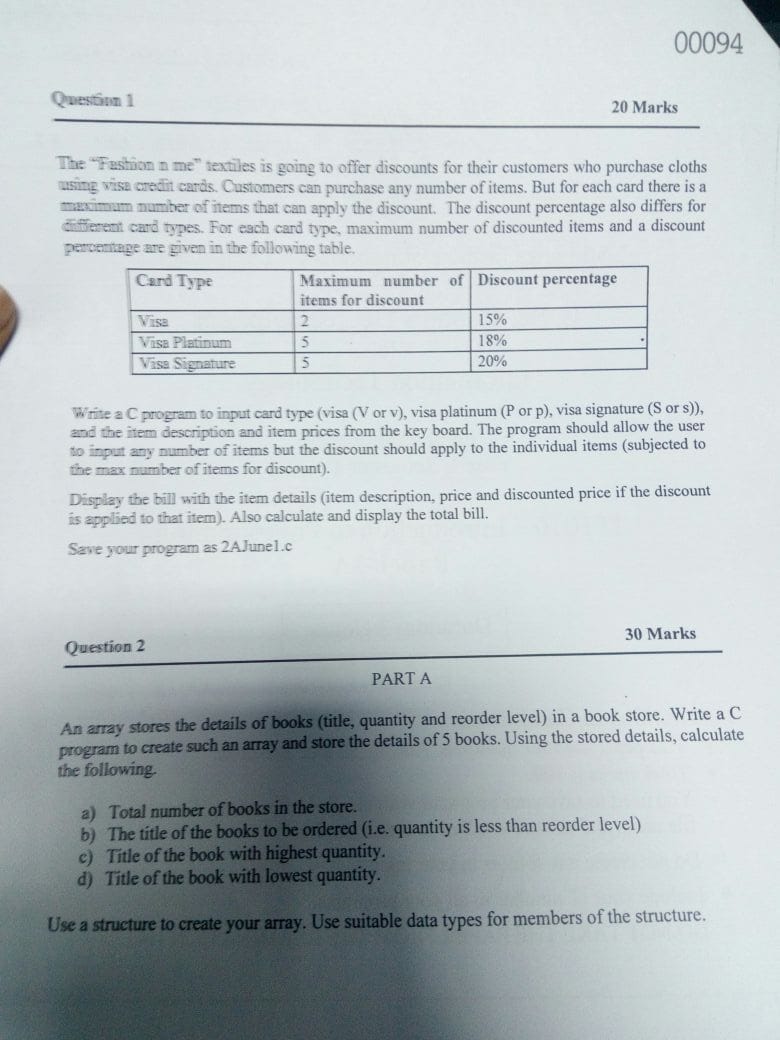 00094
Question 1
20 Marks
The "Fashion n me" textiles is going to offer discounts for their customers who purchase cloths
using visa credit cards. Customers can purchase any number of items. But for each card there is a
maximum number of items that can apply the discount. The discount percentage also differs for
different card types. For each card type, maximum number of discounted items and a discount
percentage are given in the following table.
Card Type Maximum number of Discount percentage
items for discount
Visa 2 15%
Visa Platinum 5 18%
Visa Signature 5 20%
Write a C program to input card type (visa (V or v), visa platinum (P or p), visa signature (S or s)),
and the item description and item prices from the key board. The program should allow the user
to input any number of items but the discount should apply to the individual items (subjected to
the max number of items for discount).
Display the bill with the item details (item description, price and discounted price if the discount
is applied to that item). Also calculate and display the total bill.
Save your program as 2AJune1.c
Question 2
30 Marks
PART A
An array stores the details of books (title, quantity and reorder level) in a book store. Write a C
program to create such an array and store the details of 5 books. Using the stored details, calculate
the following.
a) Total number of books in the store.
b) The title of the books to be ordered (i.e. quantity is less than reorder level)
c) Title of the book with highest quantity.
d) Title of the book with lowest quantity.
Use a structure to create your array. Use suitable data types for members of the structure.